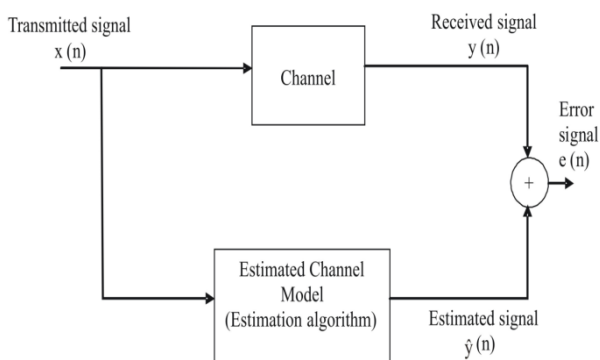 Transmitted signal
x (n)
Received signal
y (n)
Channel
Error
signal
e (n)
+
Estimated Channel
Model
(Estimation algorithm)
Estimated signal
ŷ (n)